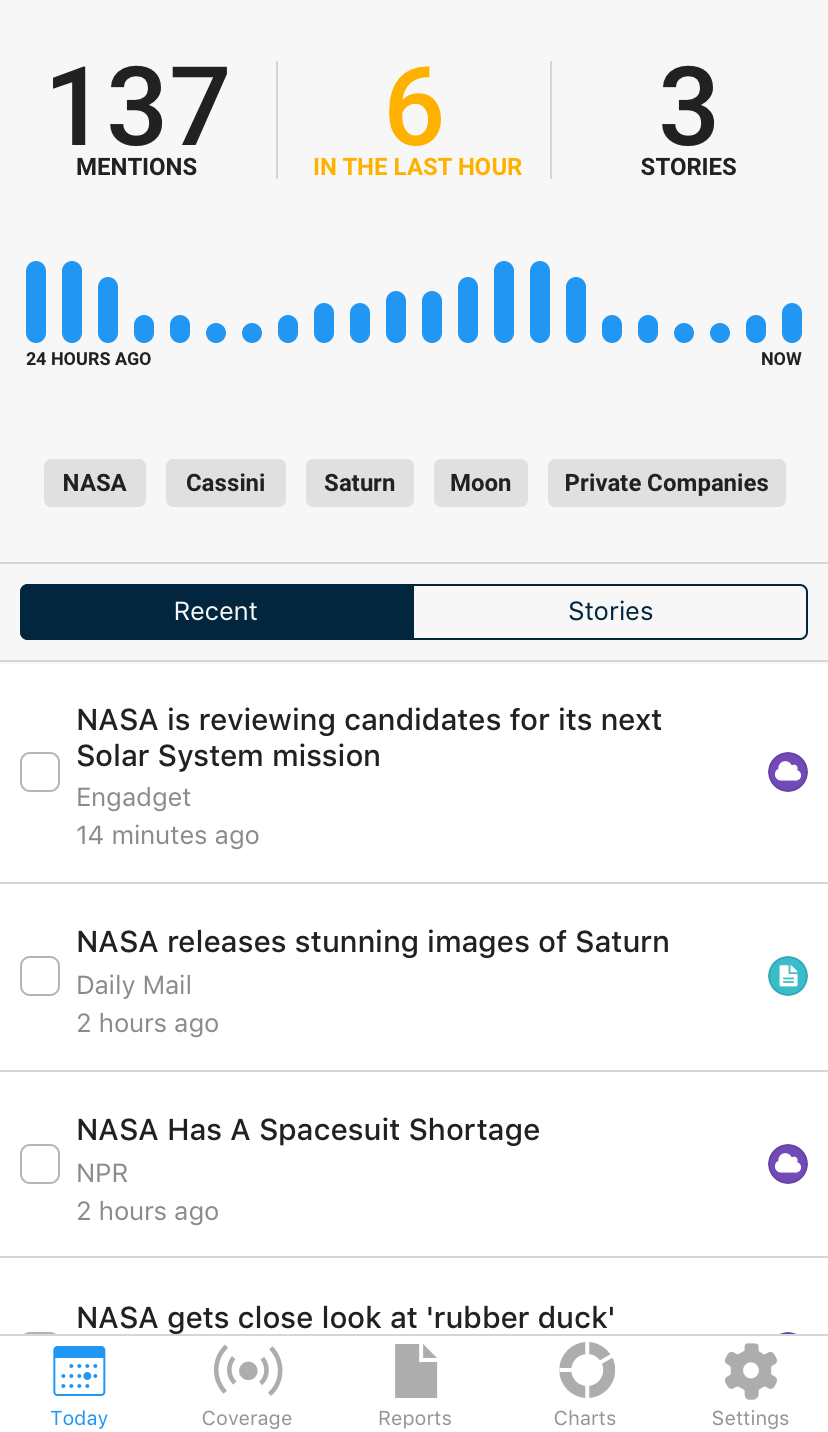 137
MENTIONS
6
IN THE LAST HOUR
3
STORIES
24 HOURS AGO
NOW
NASA
Cassini
Saturn
Moon
Private Companies
Recent
Stories
NASA is reviewing candidates for its next
Solar System mission
Engadget
14 minutes ago
NASA releases stunning images of Saturn
Daily Mail
2 hours ago
NASA Has A Spacesuit Shortage
NPR
2 hours ago
NASA gets close look at 'rubber duck'
Today
Coverage
Reports
Charts
Settings